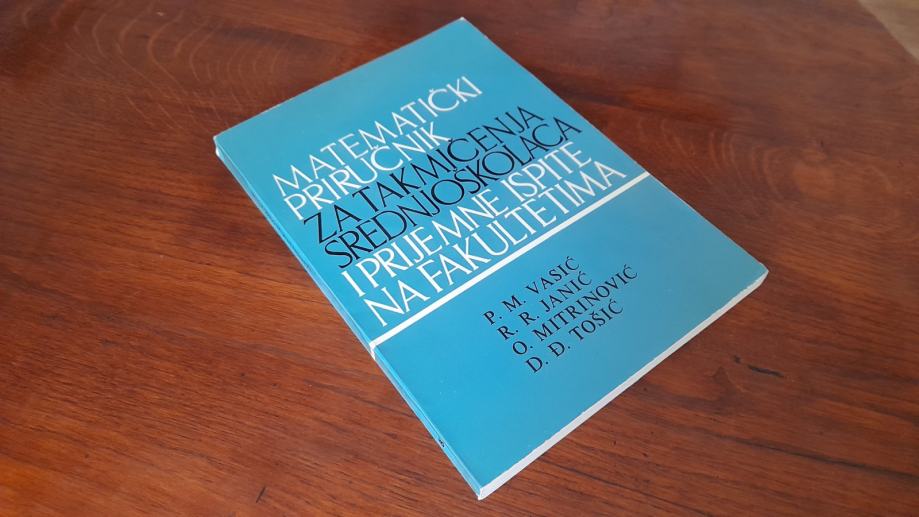 MATEMATIČKI
PRIRUČNIK
ZA TAKMIČENJA
SREDNJOŠKOLACA
I PRIJEMNE ISPITE
NA FAKULTETIMA
P. M. VASIĆ
R. R. JANIĆ
O. MITRINOVIĆ
D. Đ. TOŠIĆ